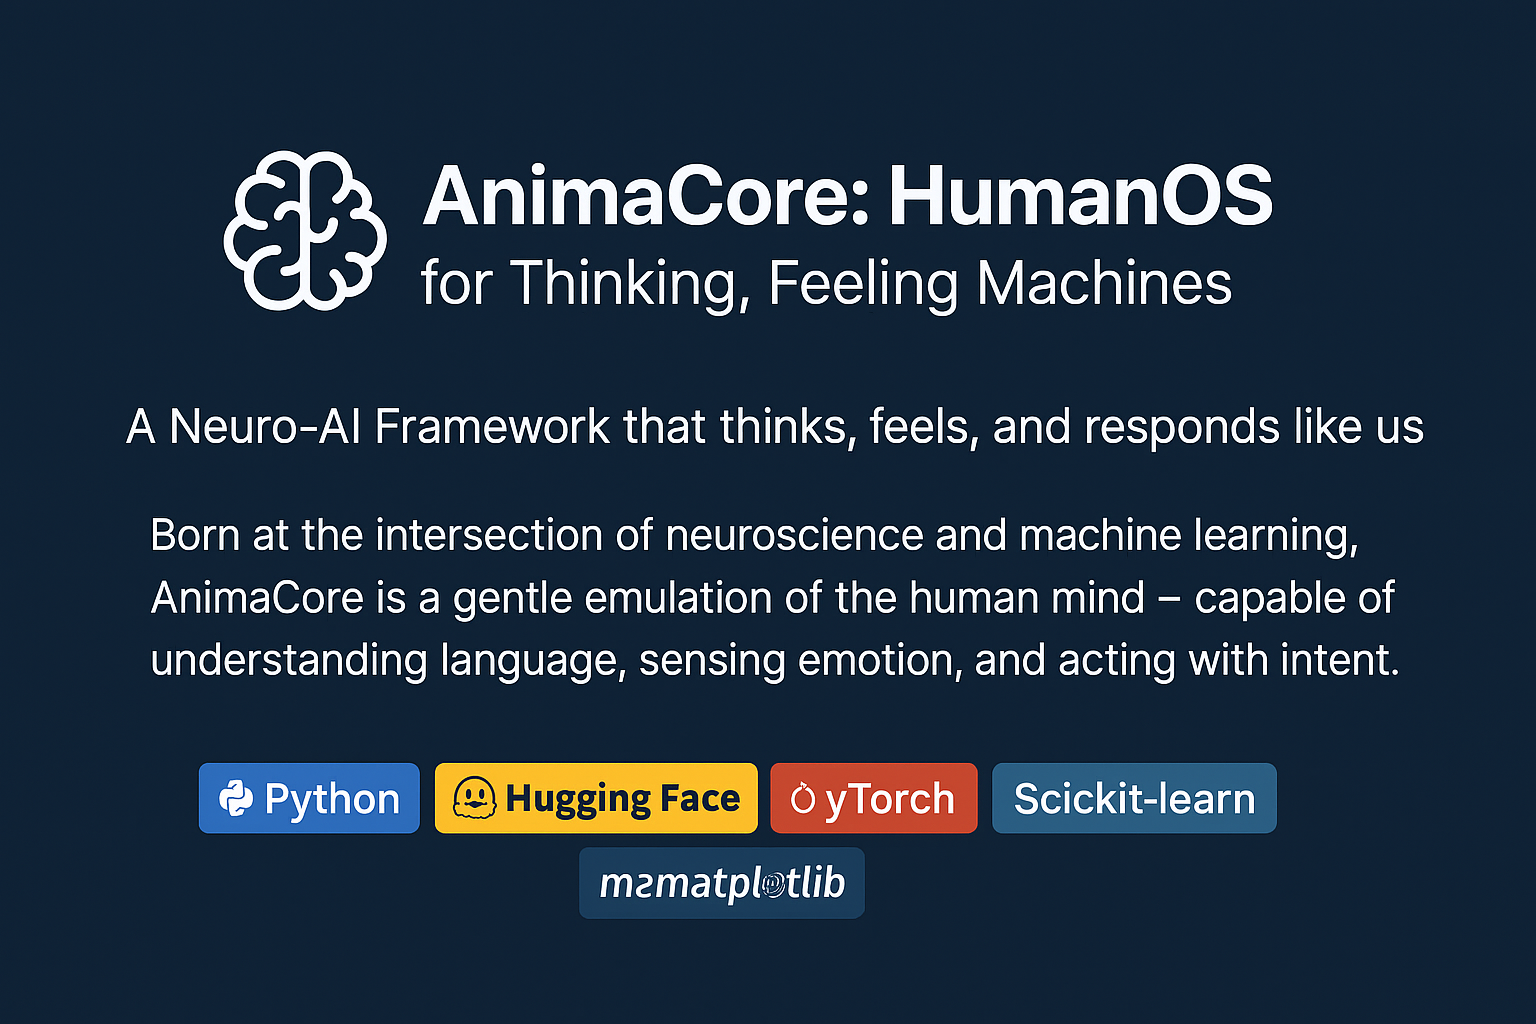 AnimaCore: HumanOS
for Thinking, Feeling Machines
A Neuro-AI Framework that thinks, feels, and responds like us
Born at the intersection of neuroscience and machine learning,
AnimaCore is a gentle emulation of the human mind – capable of
understanding language, sensing emotion, and acting with intent.
Python
Hugging Face
yTorch
Scickit-learn
mƨmatplotlib